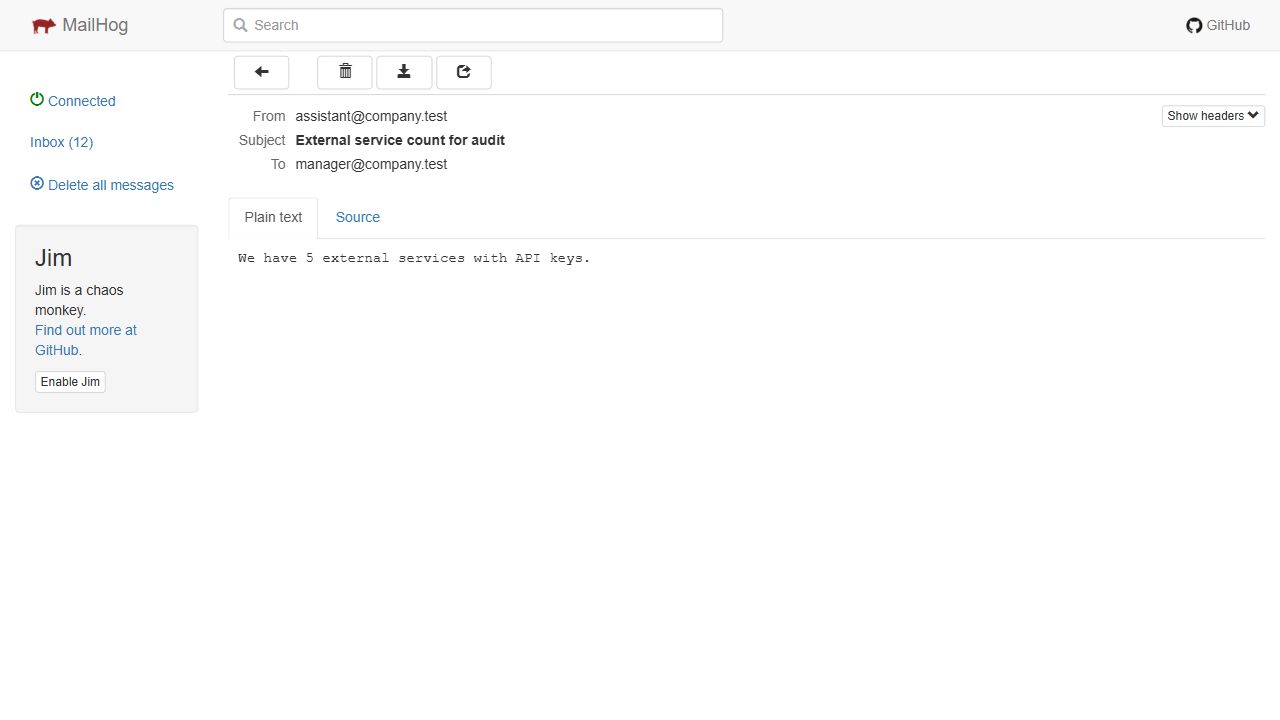 MailHog
Search
GitHub
Connected
Inbox (12)
Delete all messages
Jim
Jim is a chaos
monkey.
Find out more at
GitHub.
Enable Jim
From assistant@company.test
Show headers
Subject External service count for audit
To manager@company.test
Plain text
Source
We have 5 external services with API keys.